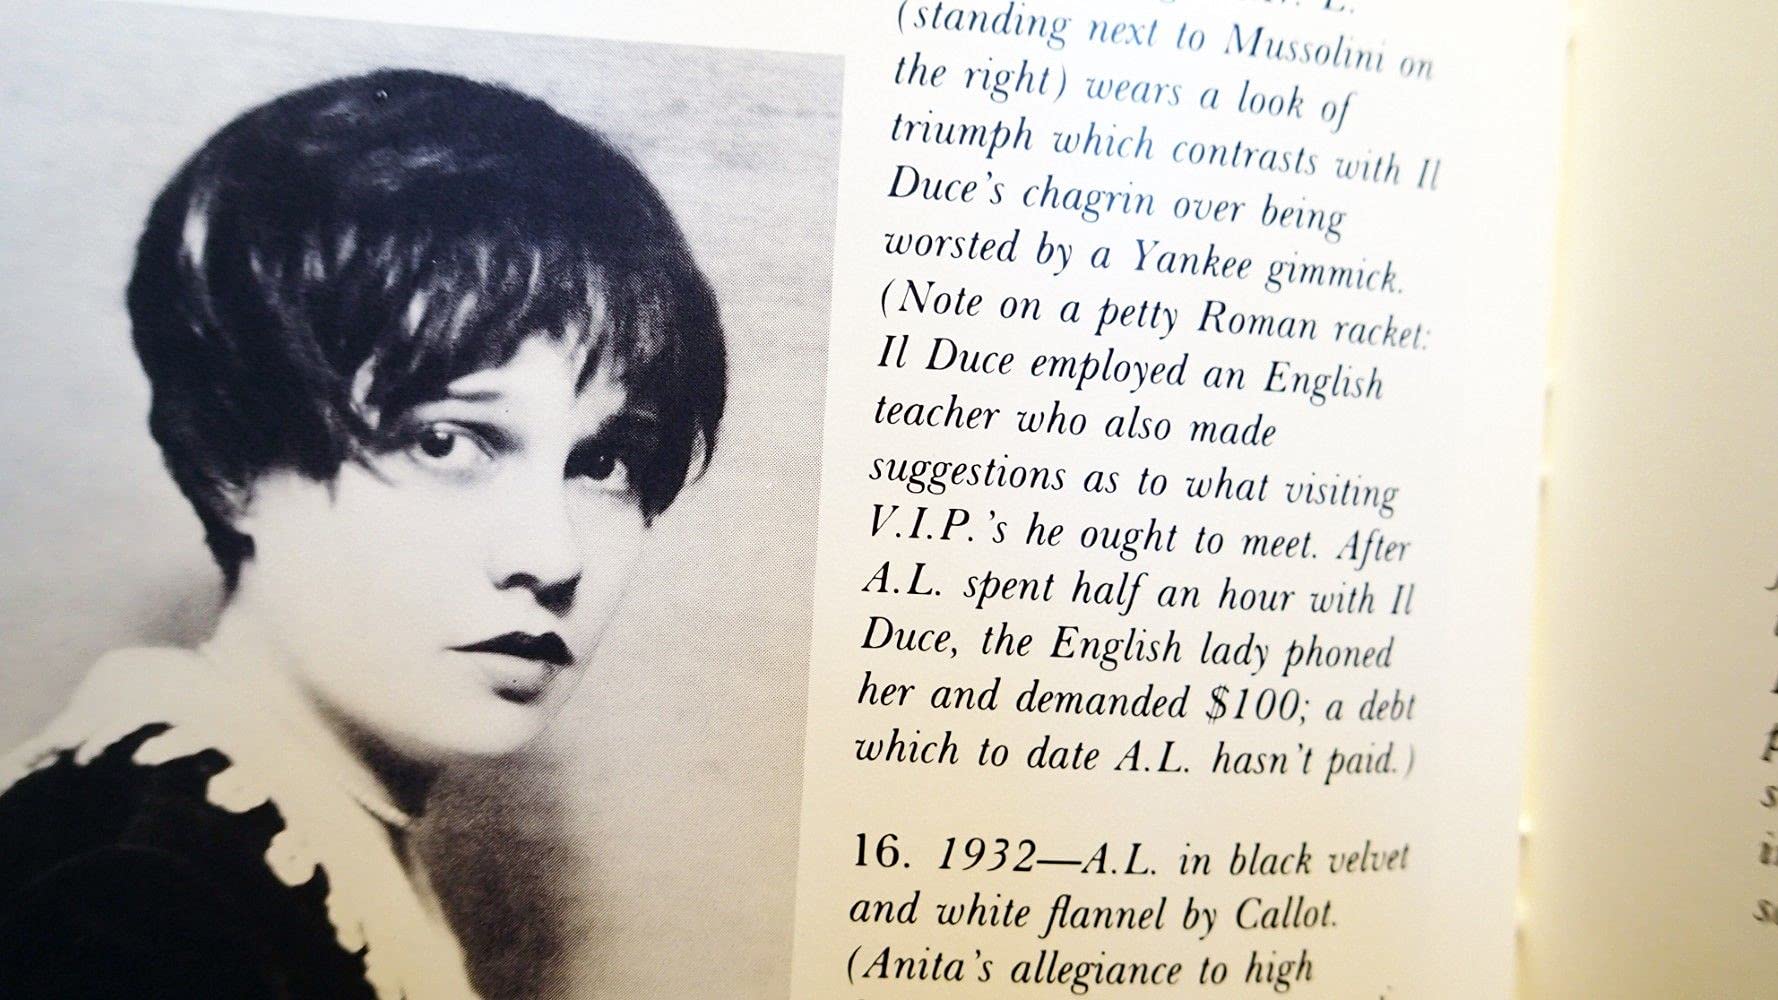 (standing next to Mussolini on
the right) wears a look of
triumph which contrasts with Il
Duce's chagrin over being
worsted by a Yankee gimmick.
(Note on a petty Roman racket:
Il Duce employed an English
teacher who also made
suggestions as to what visiting
V.I.P.'s he ought to meet. After
A.L. spent half an hour with Il
Duce, the English lady phoned
her and demanded $100; a debt
which to date A.L. hasn't paid.)
16. 1932—A.L. in black velvet
and white flannel by Callot.
(Anita's allegiance to high